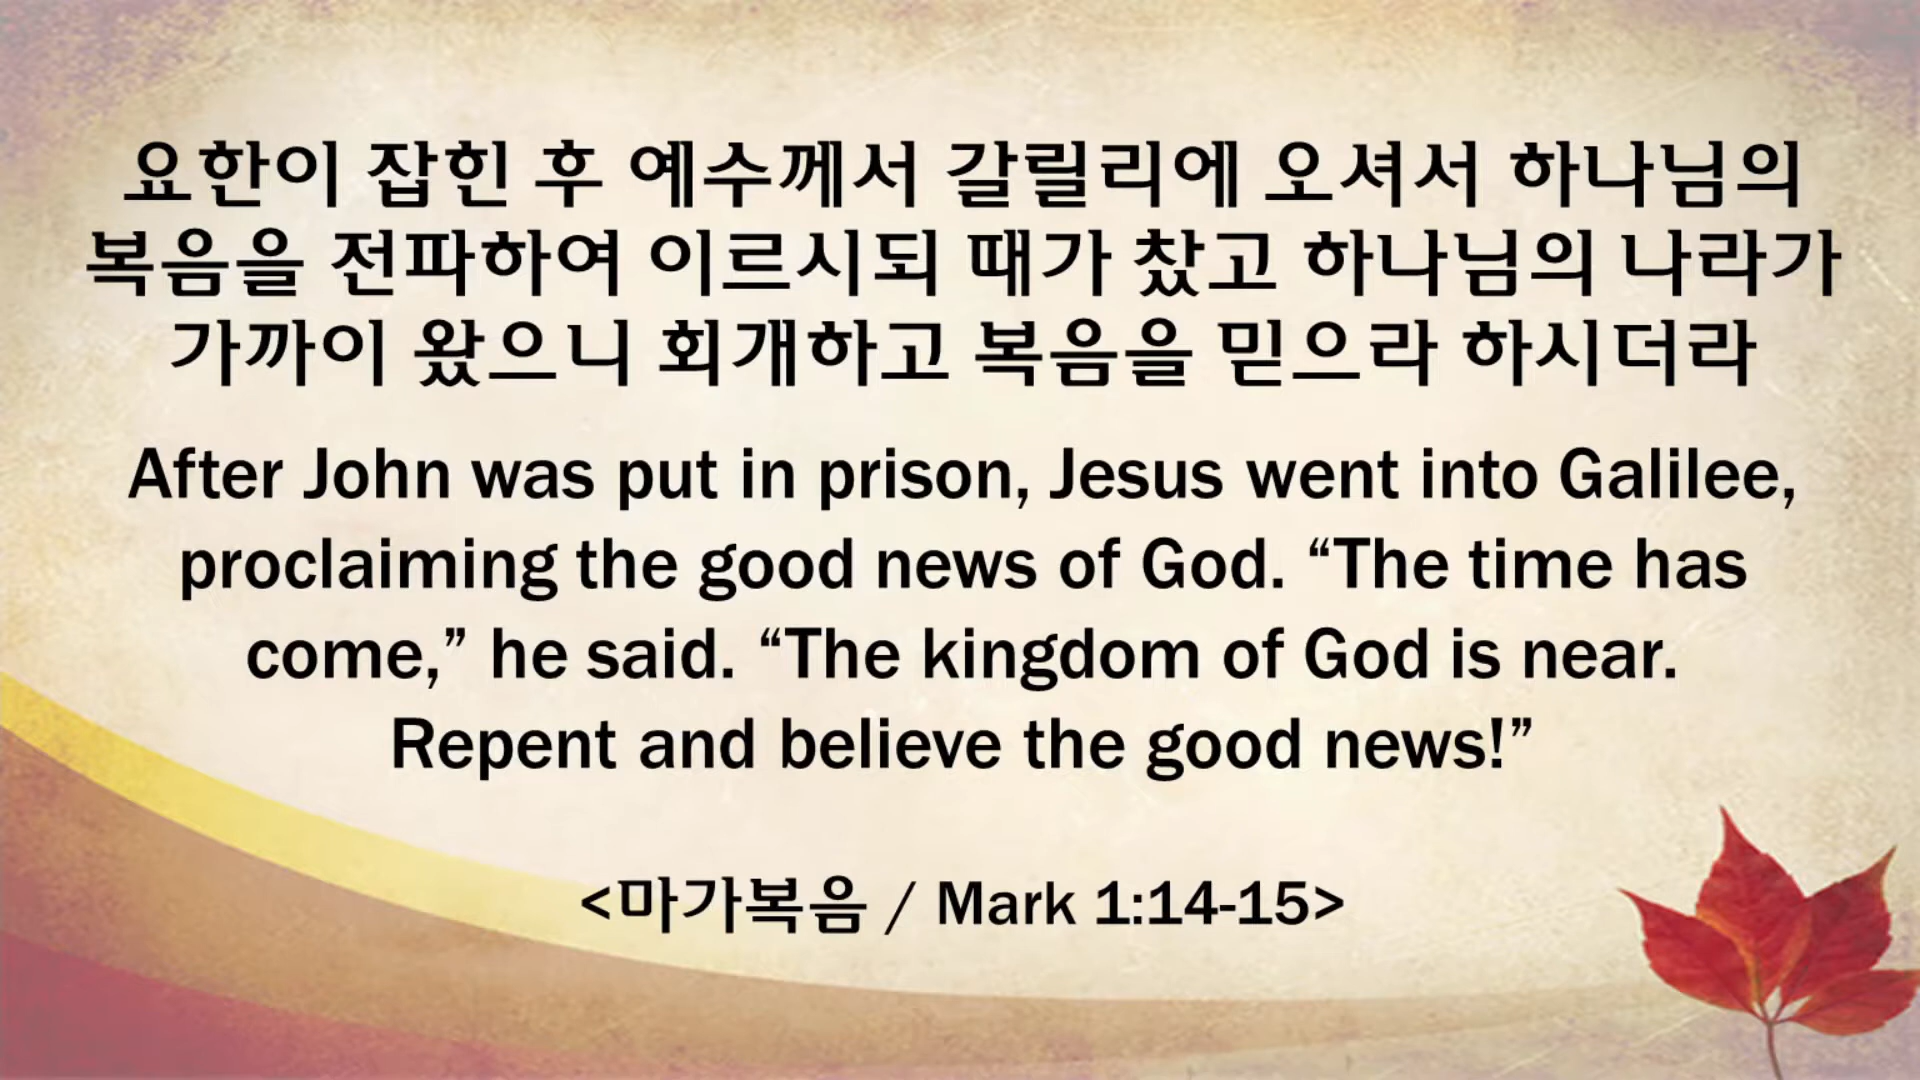 요한이 잡힌 후 예수께서 갈릴리에 오셔서 하나님의
복음을 전파하여 이르시되 때가 찼고 하나님의 나라가
가까이 왔으니 회개하고 복음을 믿으라 하시더라
After John was put in prison, Jesus went into Galilee,
proclaiming the good news of God. “The time has
come,” he said. “The kingdom of God is near.
Repent and believe the good news!”
<마가복음 / Mark 1:14-15>